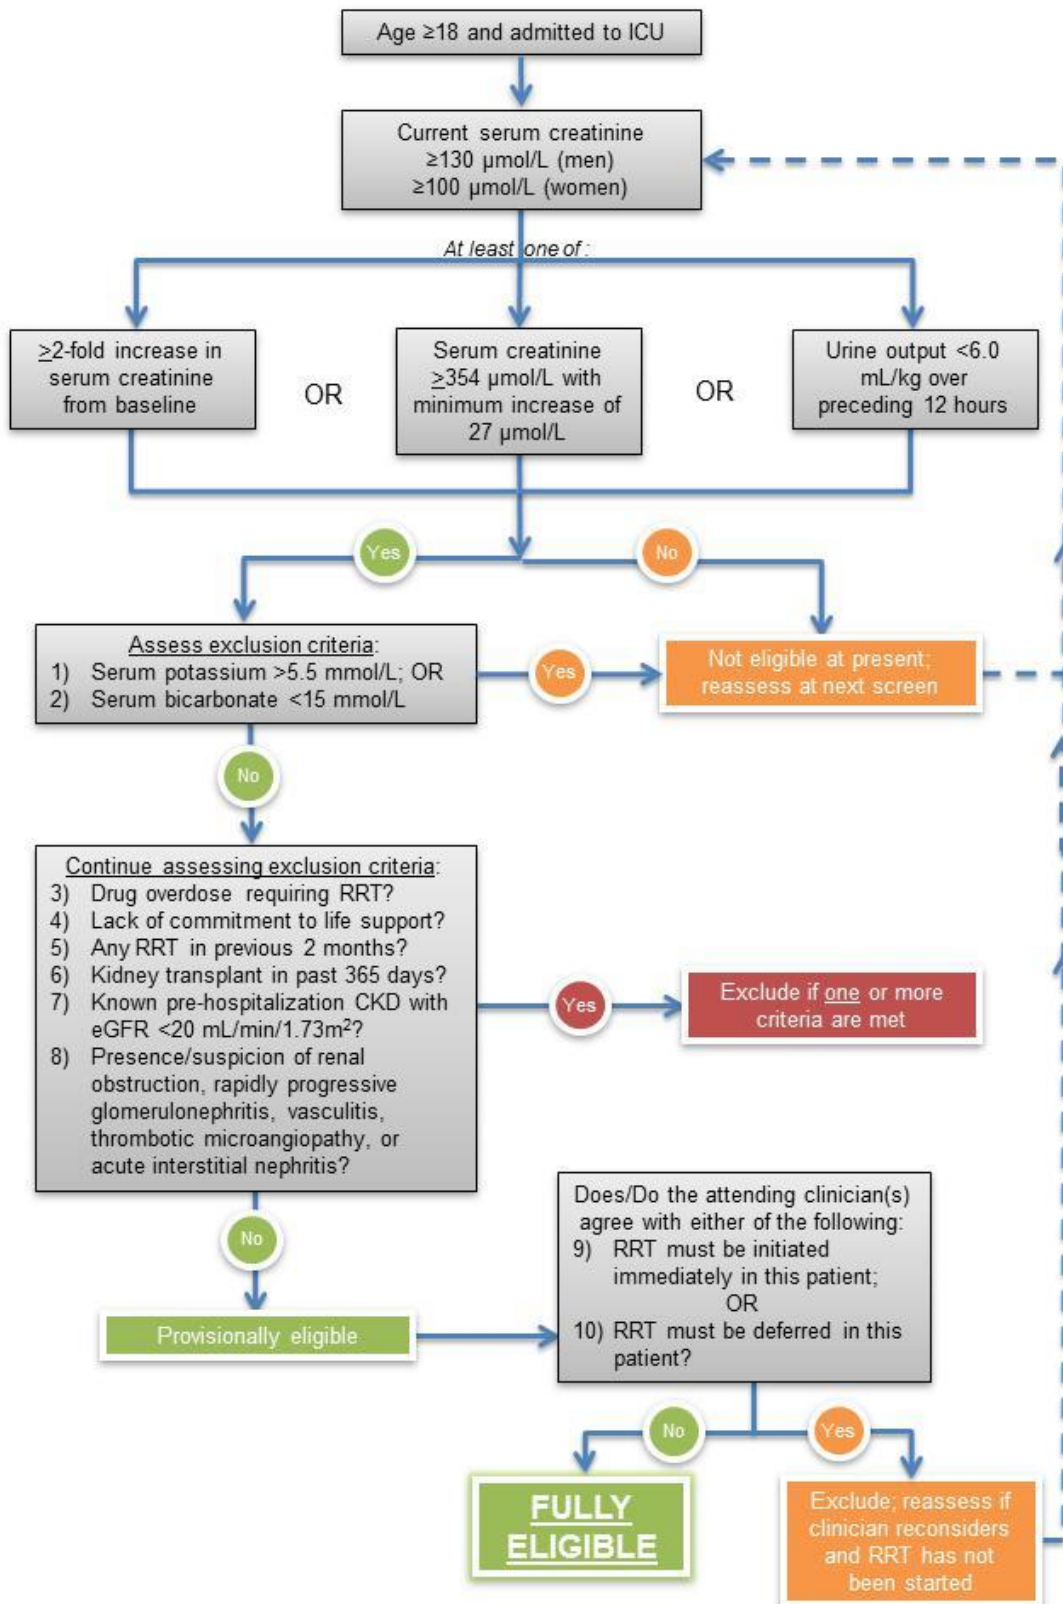 Age ≥18 and admitted to ICU
Current serum creatinine
≥130 µmol/L (men)
≥100 µmol/L (women)
At least one of :
≥2-fold increase in
serum creatinine
from baseline
OR
Serum creatinine
≥354 µmol/L with
minimum increase of
27 µmol/L
OR
Urine output <6.0
mL/kg over
preceding 12 hours
Yes
No
Assess exclusion criteria:
1) Serum potassium >5.5 mmol/L; OR
2) Serum bicarbonate <15 mmol/L
Yes
Not eligible at present;
reassess at next screen
No
Continue assessing exclusion criteria:
3) Drug overdose requiring RRT?
4) Lack of commitment to life support?
5) Any RRT in previous 2 months?
6) Kidney transplant in past 365 days?
7) Known pre-hospitalization CKD with
eGFR <20 mL/min/1.73m²?
8) Presence/suspicion of renal
obstruction, rapidly progressive
glomerulonephritis, vasculitis,
thrombotic microangiopathy, or
acute interstitial nephritis?
Yes
Exclude if one or more
criteria are met
No
Provisionally eligible
Does/Do the attending clinician(s)
agree with either of the following:
9) RRT must be initiated
immediately in this patient;
OR
10) RRT must be deferred in this
patient?
No
Yes
FULLY
ELIGIBLE
Exclude; reassess if
clinician reconsiders
and RRT has not
been started